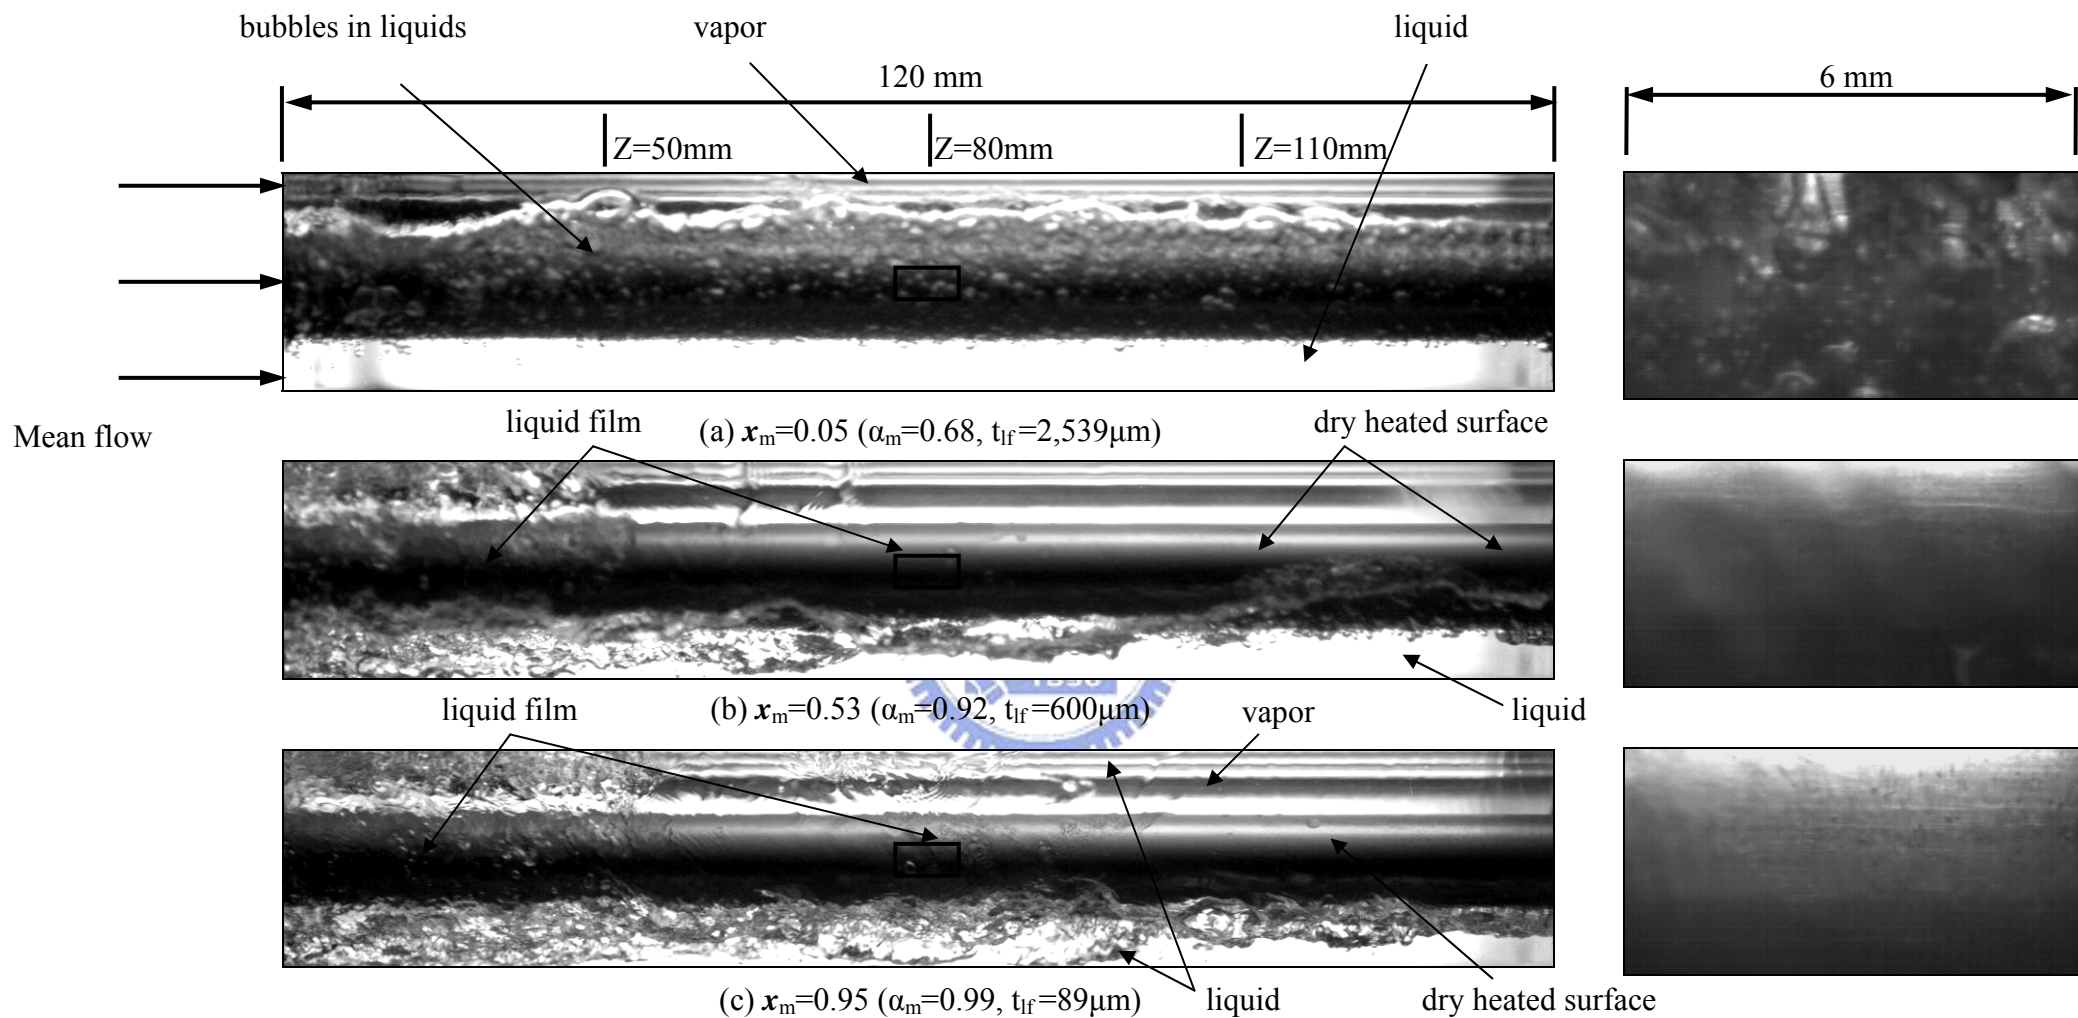 bubbles in liquids vapor liquid
120 mm 6 mm
Z=50mm Z=80mm Z=110mm
Mean flow
(a) xm=0.05 (αm=0.68, tlf=2,539μm)
liquid film dry heated surface
(b) xm=0.53 (αm=0.92, tlf=600μm)
liquid film vapor liquid
(c) xm=0.95 (αm=0.99, tlf=89μm)
liquid dry heated surface